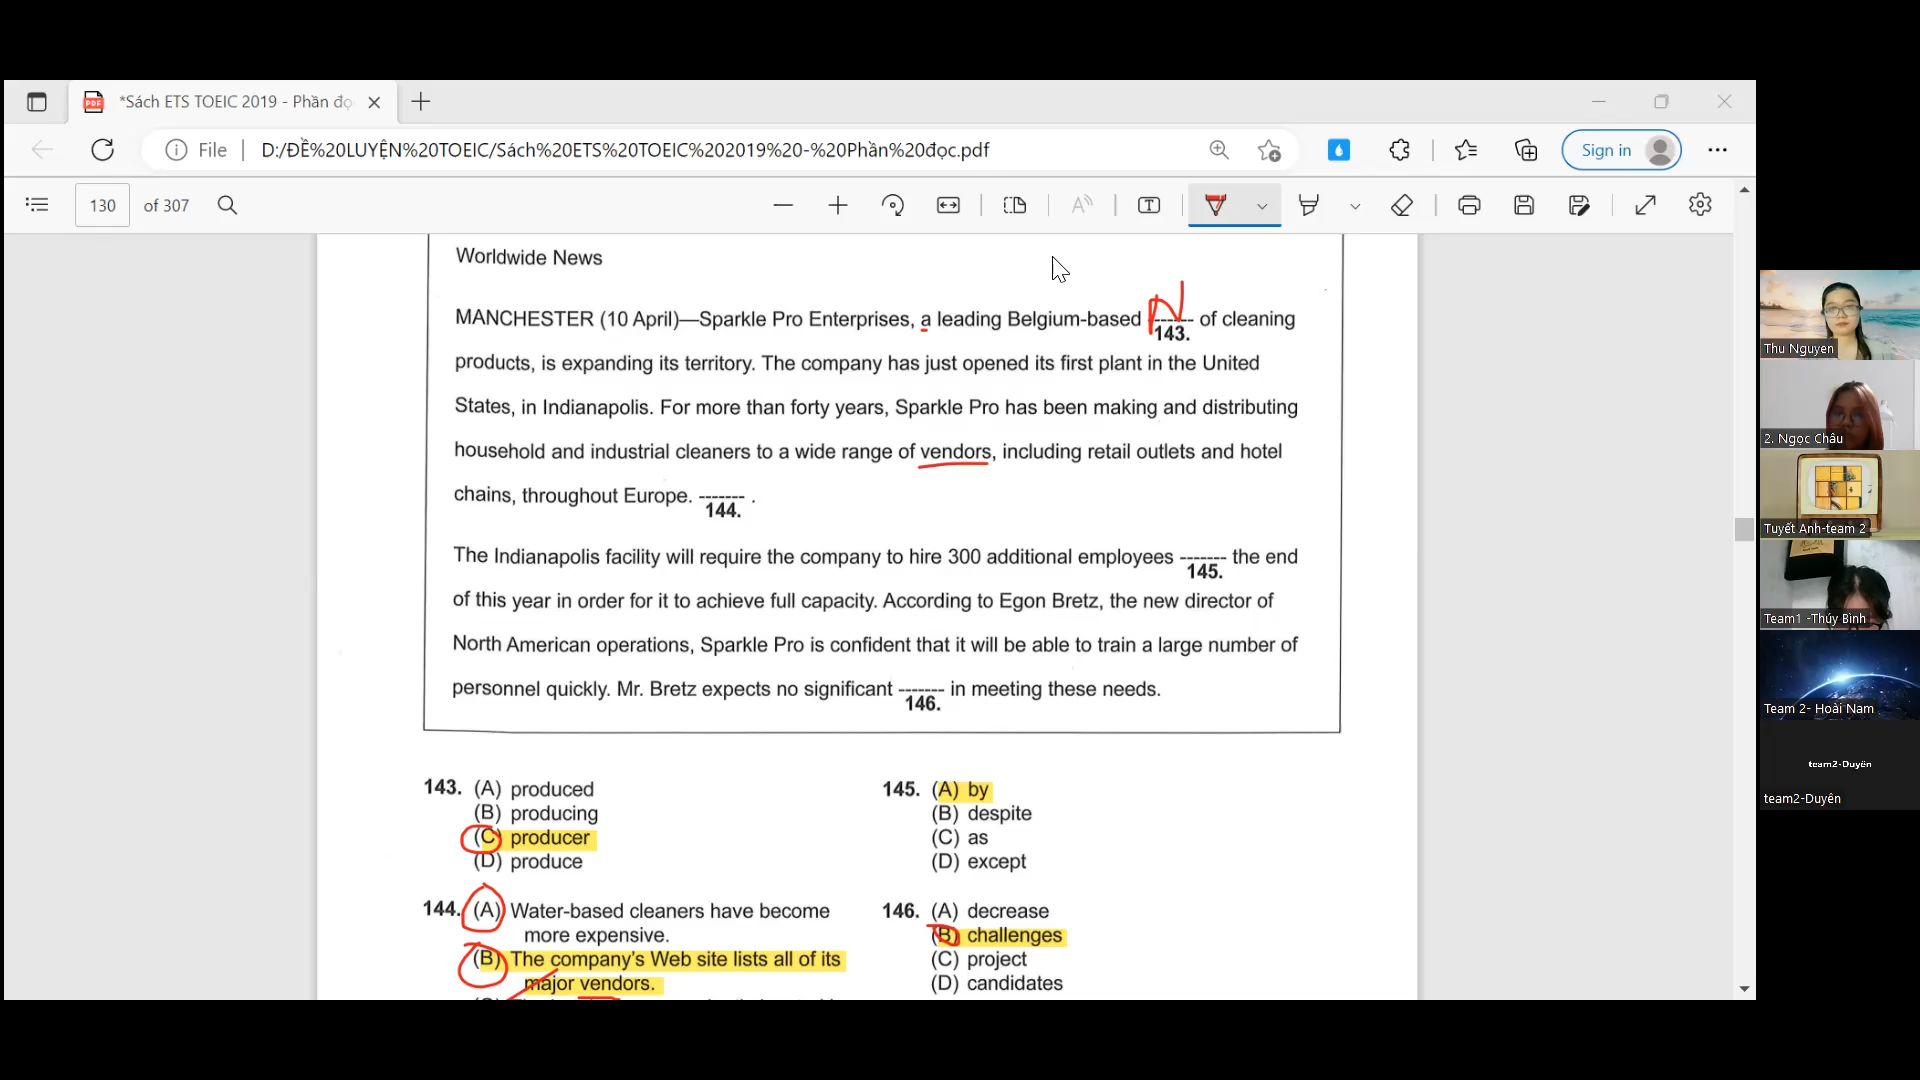 *Sách ETS TOEIC 2019 - Phần đọ
File
D:/ĐỀ%20LUYỆN%20TOEIC/Sách%20ETS%20TOEIC%202019%20-%20Phần%20đọc.pdf
Sign in
130 of 307
Worldwide News
N
MANCHESTER (10 April)—Sparkle Pro Enterprises, a leading Belgium-based ------- of cleaning
143.
products, is expanding its territory. The company has just opened its first plant in the United
States, in Indianapolis. For more than forty years, Sparkle Pro has been making and distributing
household and industrial cleaners to a wide range of vendors, including retail outlets and hotel
chains, throughout Europe. ------- .
144.
The Indianapolis facility will require the company to hire 300 additional employees ------- the end
145.
of this year in order for it to achieve full capacity. According to Egon Bretz, the new director of
North American operations, Sparkle Pro is confident that it will be able to train a large number of
personnel quickly. Mr. Bretz expects no significant ------- in meeting these needs.
146.
143. (A) produced
(B) producing
(C) producer
(D) produce
144. (A) Water-based cleaners have become
more expensive.
(B) The company's Web site lists all of its
major vendors.
145. (A) by
(B) despite
(C) as
(D) except
146. (A) decrease
(B) challenges
(C) project
(D) candidates
Thu Nguyen
2. Ngọc Châu
Tuyết Anh-team 2
Team1 -Thúy Bình
Team 2- Hoài Nam
team2-Duyên
team2-Duyên